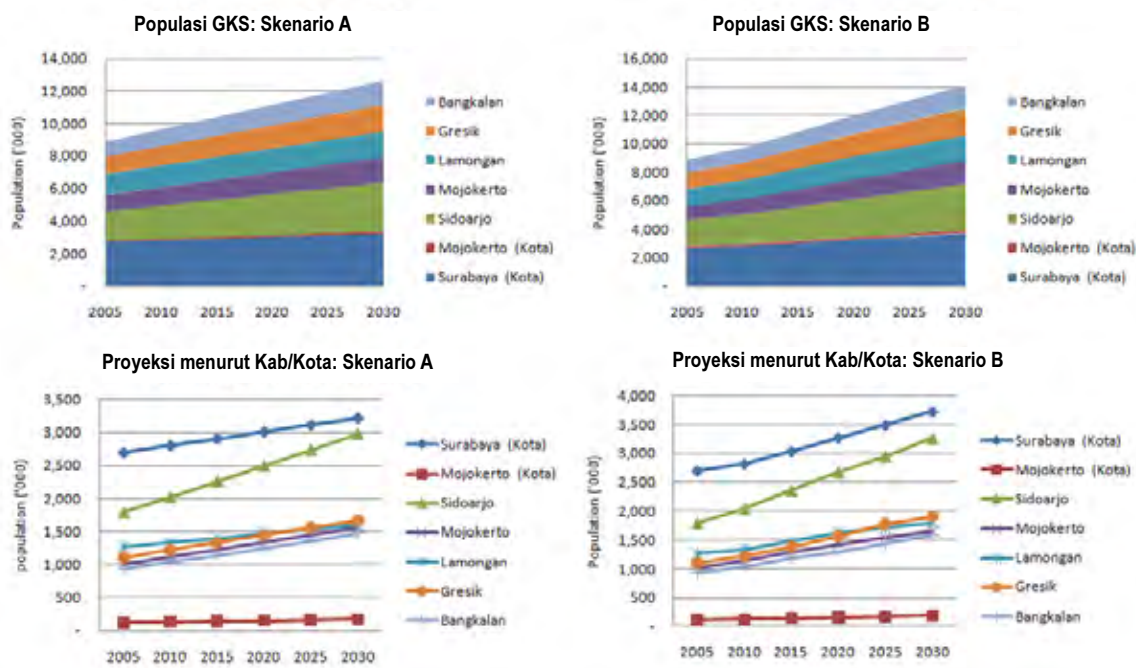 Populasi GKS: Skenario A
Population ('000)
14,000
12,000
10,000
8,000
6,000
4,000
2,000
-
2005 2010 2015 2020 2025 2030
Bangkalan
Gresik
Lamongan
Mojokerto
Sidoarjo
Mojokerto (Kota)
Surabaya (Kota)
Populasi GKS: Skenario B
Population ('000)
16,000
14,000
12,000
10,000
8,000
6,000
4,000
2,000
-
2005 2010 2015 2020 2025 2030
Bangkalan
Gresik
Lamongan
Mojokerto
Sidoarjo
Mojokerto (Kota)
Surabaya (Kota)
Proyeksi menurut Kab/Kota: Skenario A
population ('000)
3,500
3,000
2,500
2,000
1,500
1,000
500
-
2005 2010 2015 2020 2025 2030
Surabaya (Kota)
Mojokerto (Kota)
Sidoarjo
Mojokerto
Lamongan
Gresik
Bangkalan
Proyeksi menurut Kab/Kota: Skenario B
Population ('000)
4,000
3,500
3,000
2,500
2,000
1,500
1,000
500
-
2005 2010 2015 2020 2025 2030
Surabaya (Kota)
Mojokerto (Kota)
Sidoarjo
Mojokerto
Lamongan
Gresik
Bangkalan